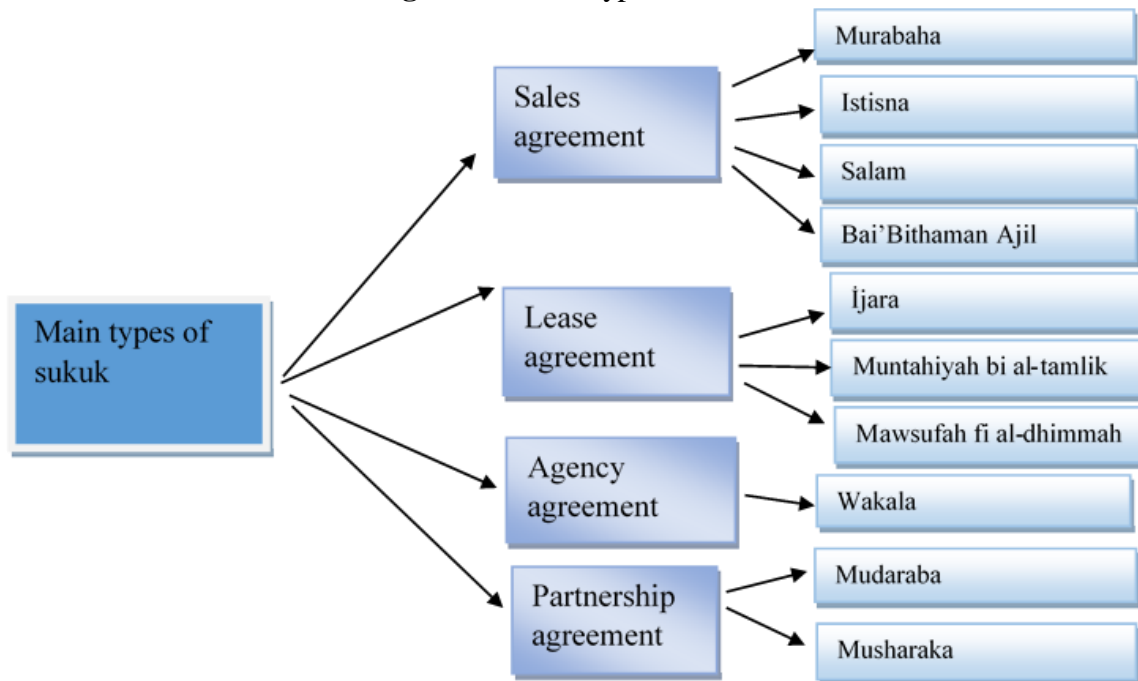 Main types of
sukuk
Sales
agreement
Murabaha
Istisna
Salam
Bai’Bithaman Ajil
Lease
agreement
İjara
Muntahiyah bi al-tamlik
Mawsufah fi al-dhimmah
Agency
agreement
Wakala
Partnership
agreement
Mudaraba
Musharaka